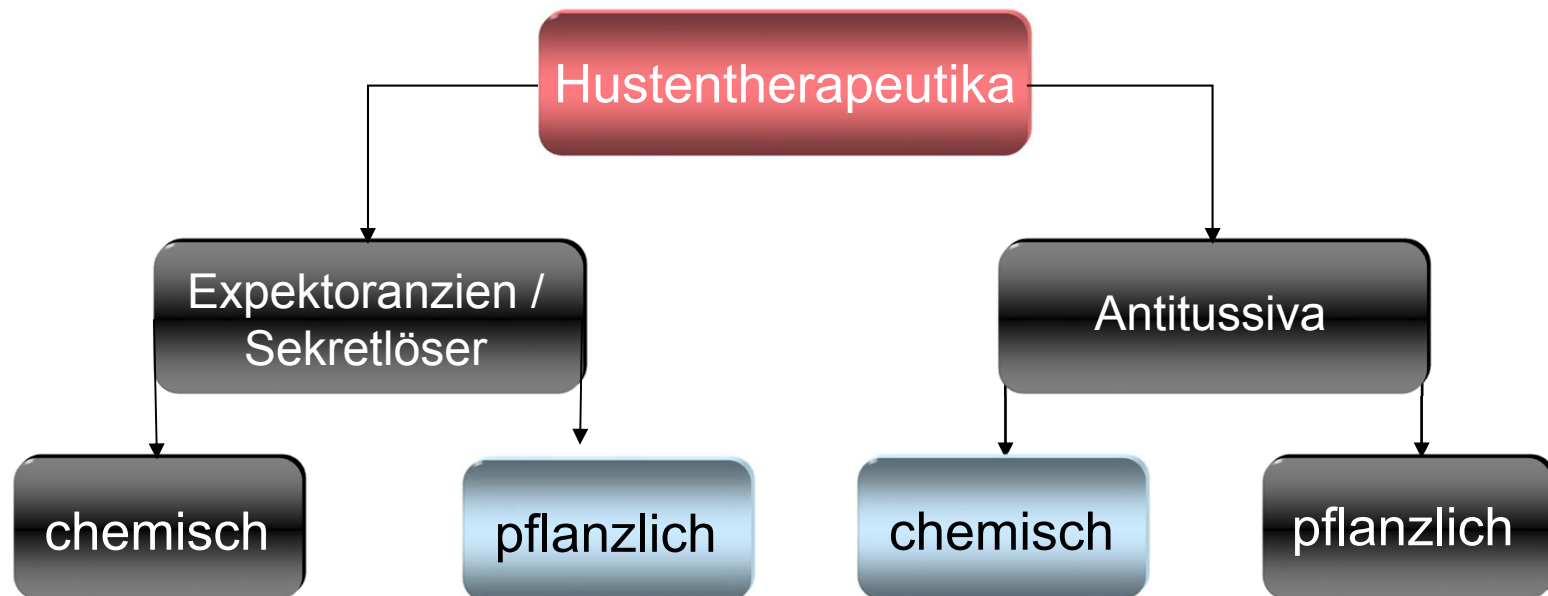 Hustentherapeutika
Expektoranzien /
Sekretlöser
Antitussiva
chemisch
pflanzlich
chemisch
pflanzlich